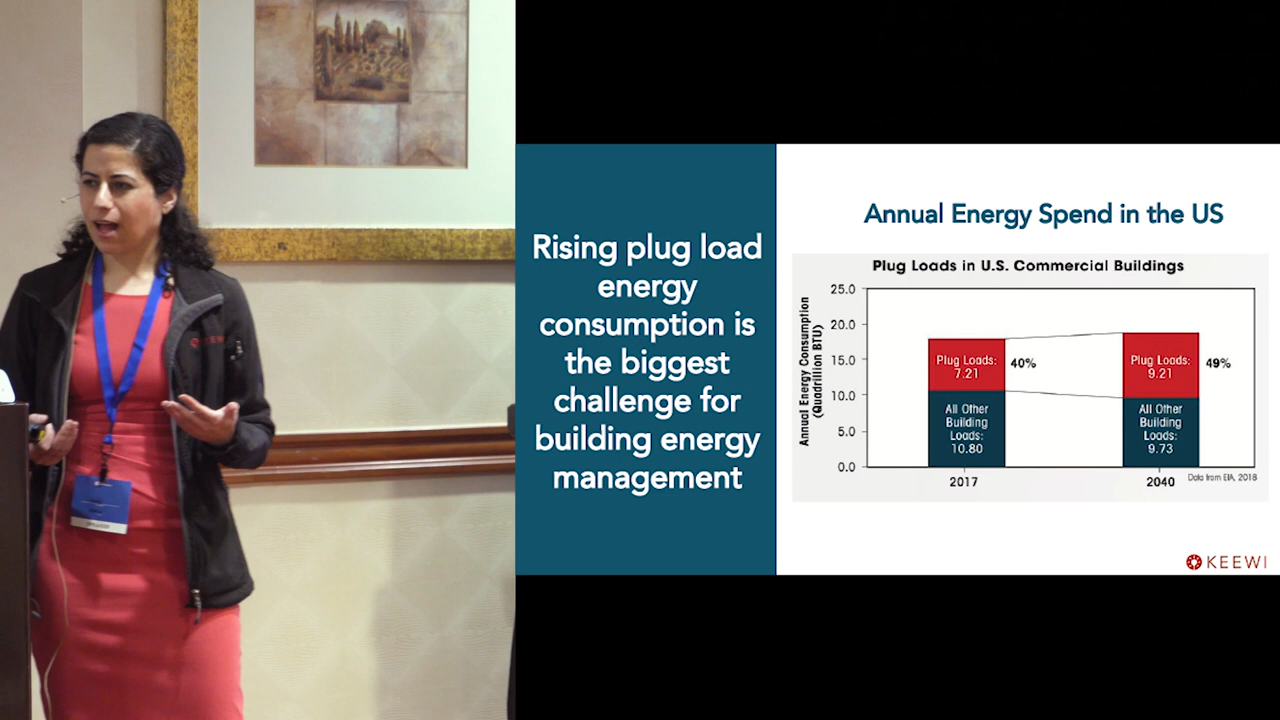 KEEWI
Rising plug load
energy
consumption is
the biggest
challenge for
building energy
management
Annual Energy Spend in the US
Plug Loads in U.S. Commercial Buildings
Annual Energy Consumption
(Quadrillion BTU)
25.0
20.0
15.0
10.0
5.0
0.0
Plug Loads:
7.21
40%
All Other
Building
Loads:
10.80
2017
Plug Loads:
9.21
49%
All Other
Building
Loads:
9.73
2040
Data from EIA, 2018
KEEWI